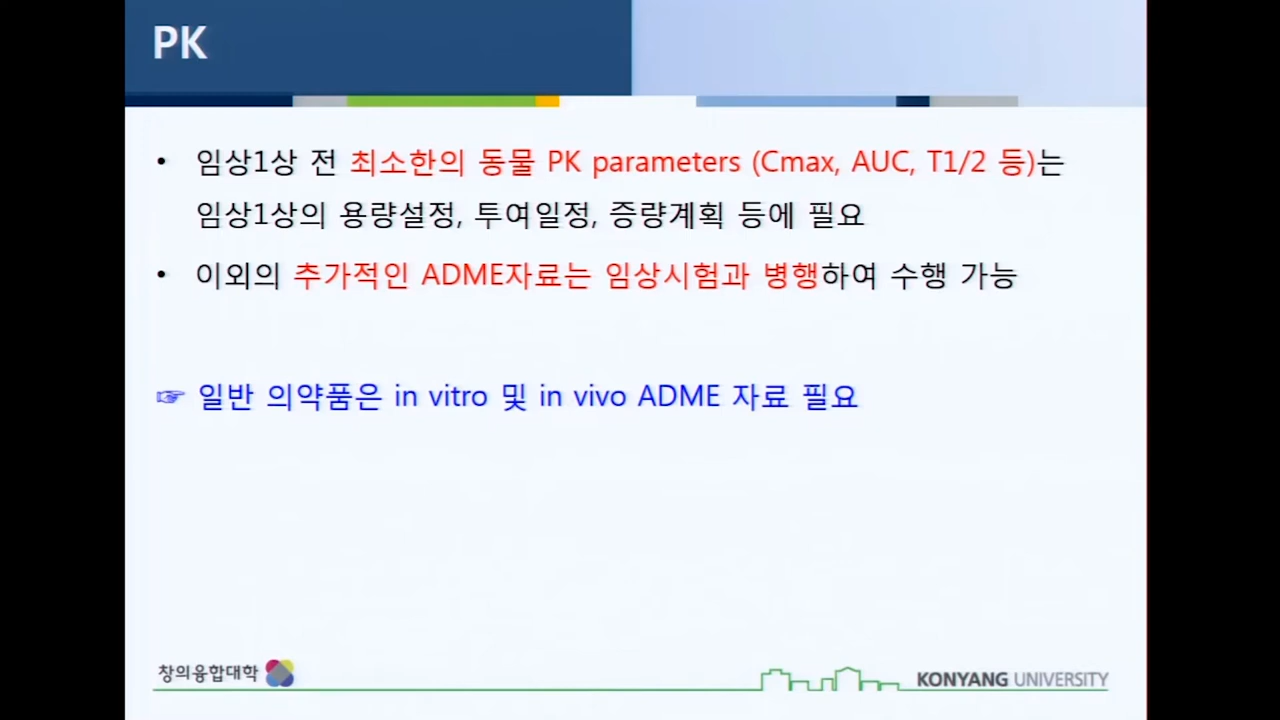 PK
• 임상1상 전 최소한의 동물 PK parameters (Cmax, AUC, T1/2 등)는
임상1상의 용량설정, 투여일정, 증량계획 등에 필요
• 이외의 추가적인 ADME자료는 임상시험과 병행하여 수행 가능
☞ 일반 의약품은 in vitro 및 in vivo ADME 자료 필요
창의융합대학
KONYANG UNIVERSITY